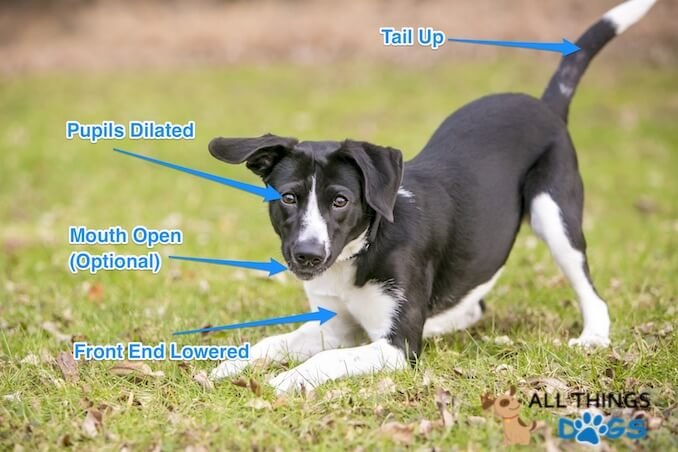 Tail Up
Pupils Dilated
Mouth Open
(Optional)
Front End Lowered
ALL THINGS
DOGS